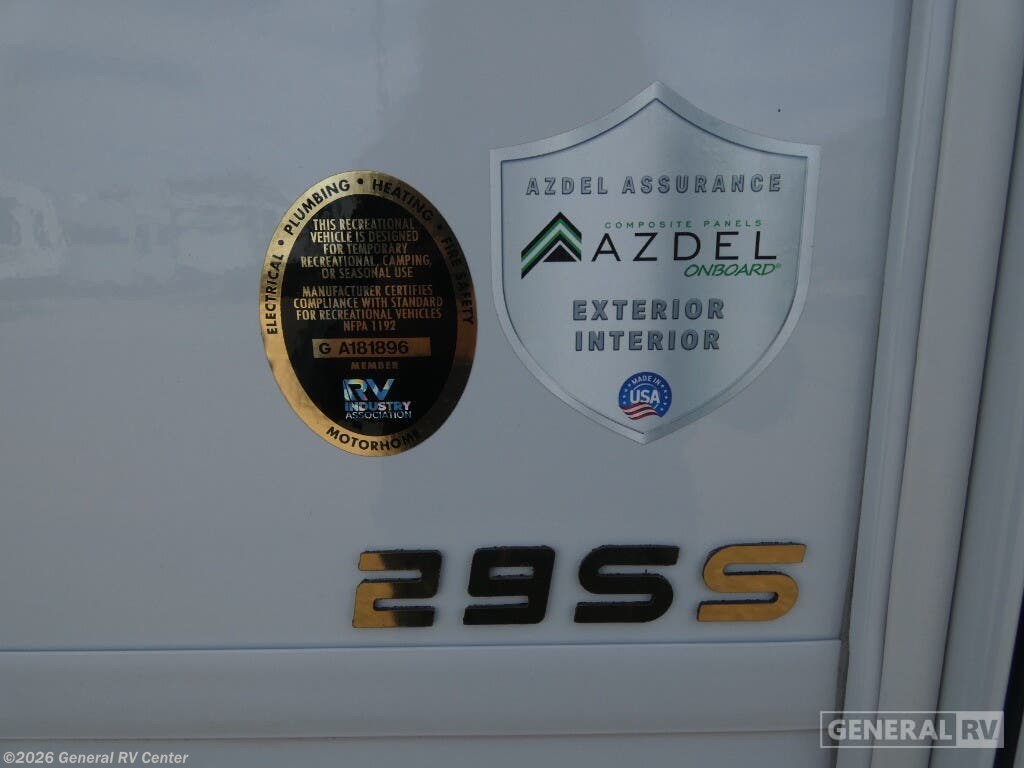 ELECTRICAL • PLUMBING • HEATING • FIRE SAFETY
THIS RECREATIONAL
VEHICLE IS DESIGNED
FOR TEMPORARY
RECREATIONAL, CAMPING,
OR SEASONAL USE
MANUFACTURER CERTIFIES
COMPLIANCE WITH STANDARD
FOR RECREATIONAL VEHICLES
NFPA 1192
G A181896
MEMBER
RV
INDUSTRY
ASSOCIATION
MOTORHOME
AZDEL ASSURANCE
COMPOSITE PANELS
AZDEL
ONBOARD®
EXTERIOR
INTERIOR
MADE IN
USA
29SS
GENERAL RV
©2026 General RV Center